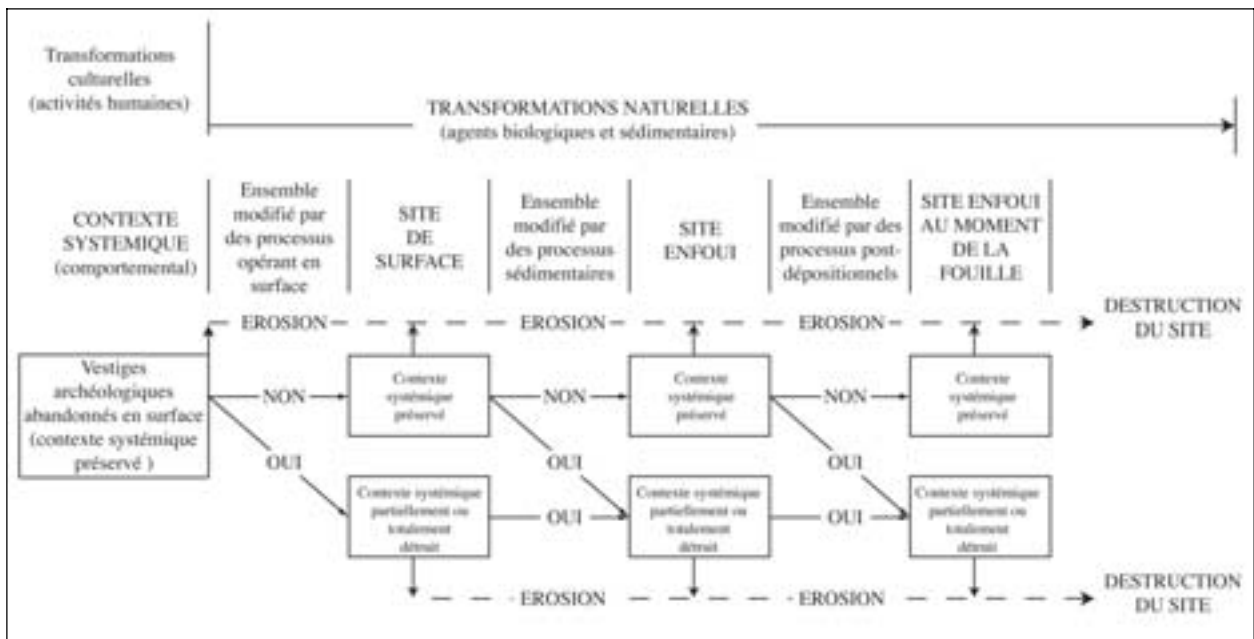 Transformations
culturelles
(activités humaines)
TRANSFORMATIONS NATURELLES
(agents biologiques et sédimentaires)
CONTEXTE
SYSTEMIQUE
(comportemental)
Ensemble
modifié par
des processus
opérant en
surface
SITE
DE
SURFACE
Ensemble
modifié par
des processus
sédimentaires
SITE
ENFOUI
Ensemble
modifié par des
processus post-
dépositionnels
SITE ENFOUI
AU MOMENT
DE LA
FOUILLE
EROSION
EROSION
EROSION
DESTRUCTION
DU SITE
Vestiges
archéologiques
abandonnés en surface
(contexte systémique
préservé )
NON
Contexte
systémique
préservé
NON
Contexte
systémique
préservé
NON
Contexte
systémique
préservé
OUI
OUI
OUI
Contexte systémique
partiellement ou
totalement
détruit
OUI
Contexte systémique
partiellement ou
totalement
détruit
OUI
Contexte systémique
partiellement ou
totalement
détruit
EROSION
EROSION
DESTRUCTION
DU SITE